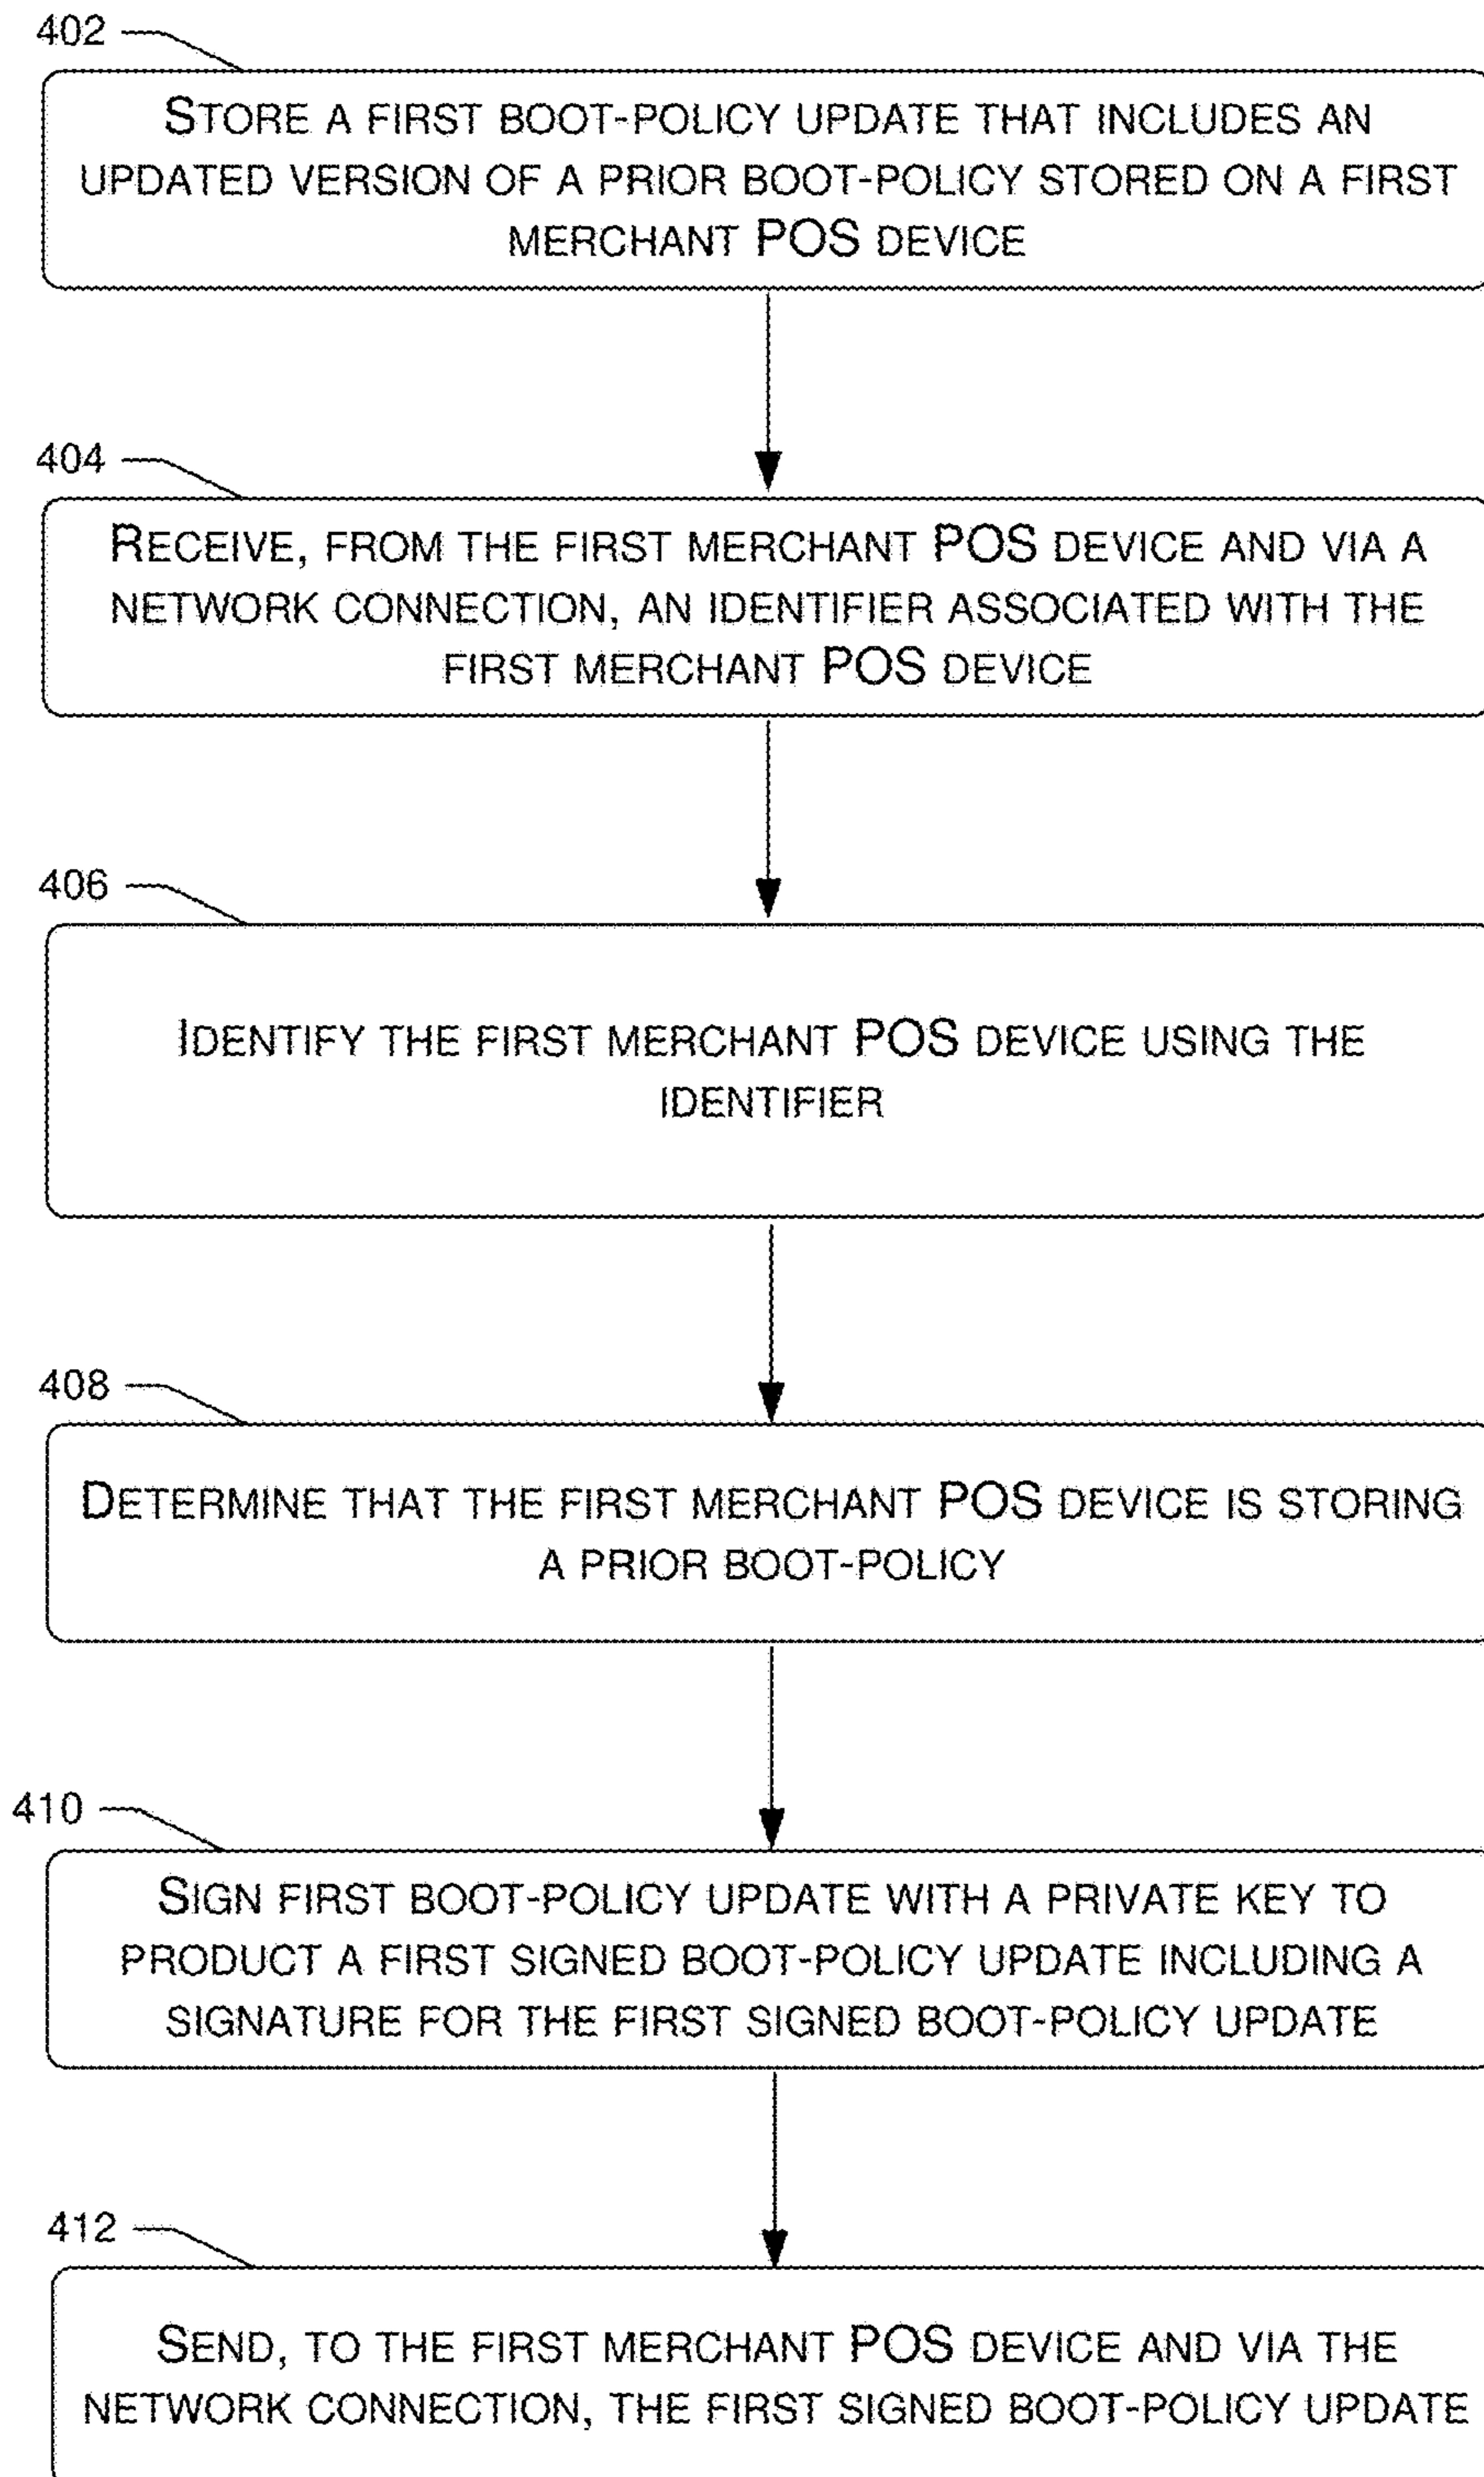 402
STORE A FIRST BOOT-POLICY UPDATE THAT INCLUDES AN
UPDATED VERSION OF A PRIOR BOOT-POLICY STORED ON A FIRST
MERCHANT POS DEVICE
404
RECEIVE, FROM THE FIRST MERCHANT POS DEVICE AND VIA A
NETWORK CONNECTION, AN IDENTIFIER ASSOCIATED WITH THE
FIRST MERCHANT POS DEVICE
406
IDENTIFY THE FIRST MERCHANT POS DEVICE USING THE
IDENTIFIER
408
DETERMINE THAT THE FIRST MERCHANT POS DEVICE IS STORING
A PRIOR BOOT-POLICY
410
SIGN FIRST BOOT-POLICY UPDATE WITH A PRIVATE KEY TO
PRODUCT A FIRST SIGNED BOOT-POLICY UPDATE INCLUDING A
SIGNATURE FOR THE FIRST SIGNED BOOT-POLICY UPDATE
412
SEND, TO THE FIRST MERCHANT POS DEVICE AND VIA THE
NETWORK CONNECTION, THE FIRST SIGNED BOOT-POLICY UPDATE